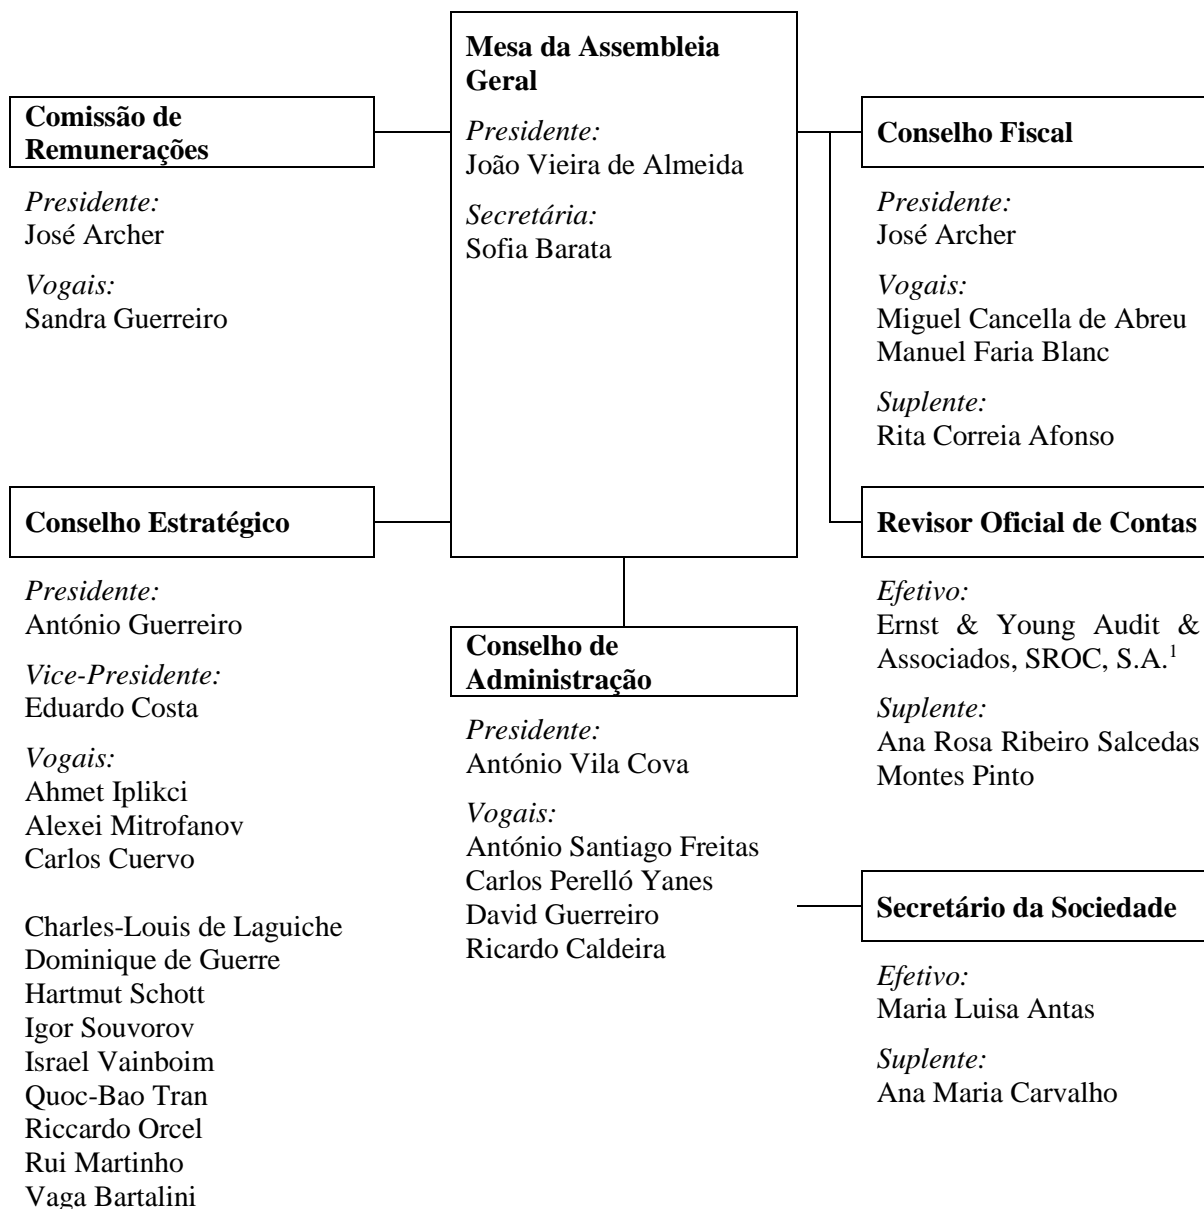 Mesa da Assembleia
Geral
Presidente:
João Vieira de Almeida
Secretária:
Sofia Barata
Comissão de
Remunerações
Presidente:
José Archer
Vogais:
Sandra Guerreiro
Conselho Fiscal
Presidente:
José Archer
Vogais:
Miguel Cancella de Abreu
Manuel Faria Blanc
Suplente:
Rita Correia Afonso
Conselho Estratégico
Presidente:
António Guerreiro
Vice-Presidente:
Eduardo Costa
Vogais:
Ahmet Iplikci
Alexei Mitrofanov
Carlos Cuervo
Charles-Louis de Laguiche
Dominique de Guerre
Hartmut Schott
Igor Souvorov
Israel Vainboim
Quoc-Bao Tran
Riccardo Orcel
Rui Martinho
Vaga Bartalini
Conselho de
Administração
Presidente:
António Vila Cova
Vogais:
António Santiago Freitas
Carlos Perelló Yanes
David Guerreiro
Ricardo Caldeira
Revisor Oficial de Contas
Efetivo:
Ernst & Young Audit &
Associados, SROC, S.A.¹
Suplente:
Ana Rosa Ribeiro Salcedas
Montes Pinto
Secretário da Sociedade
Efetivo:
Maria Luisa Antas
Suplente:
Ana Maria Carvalho